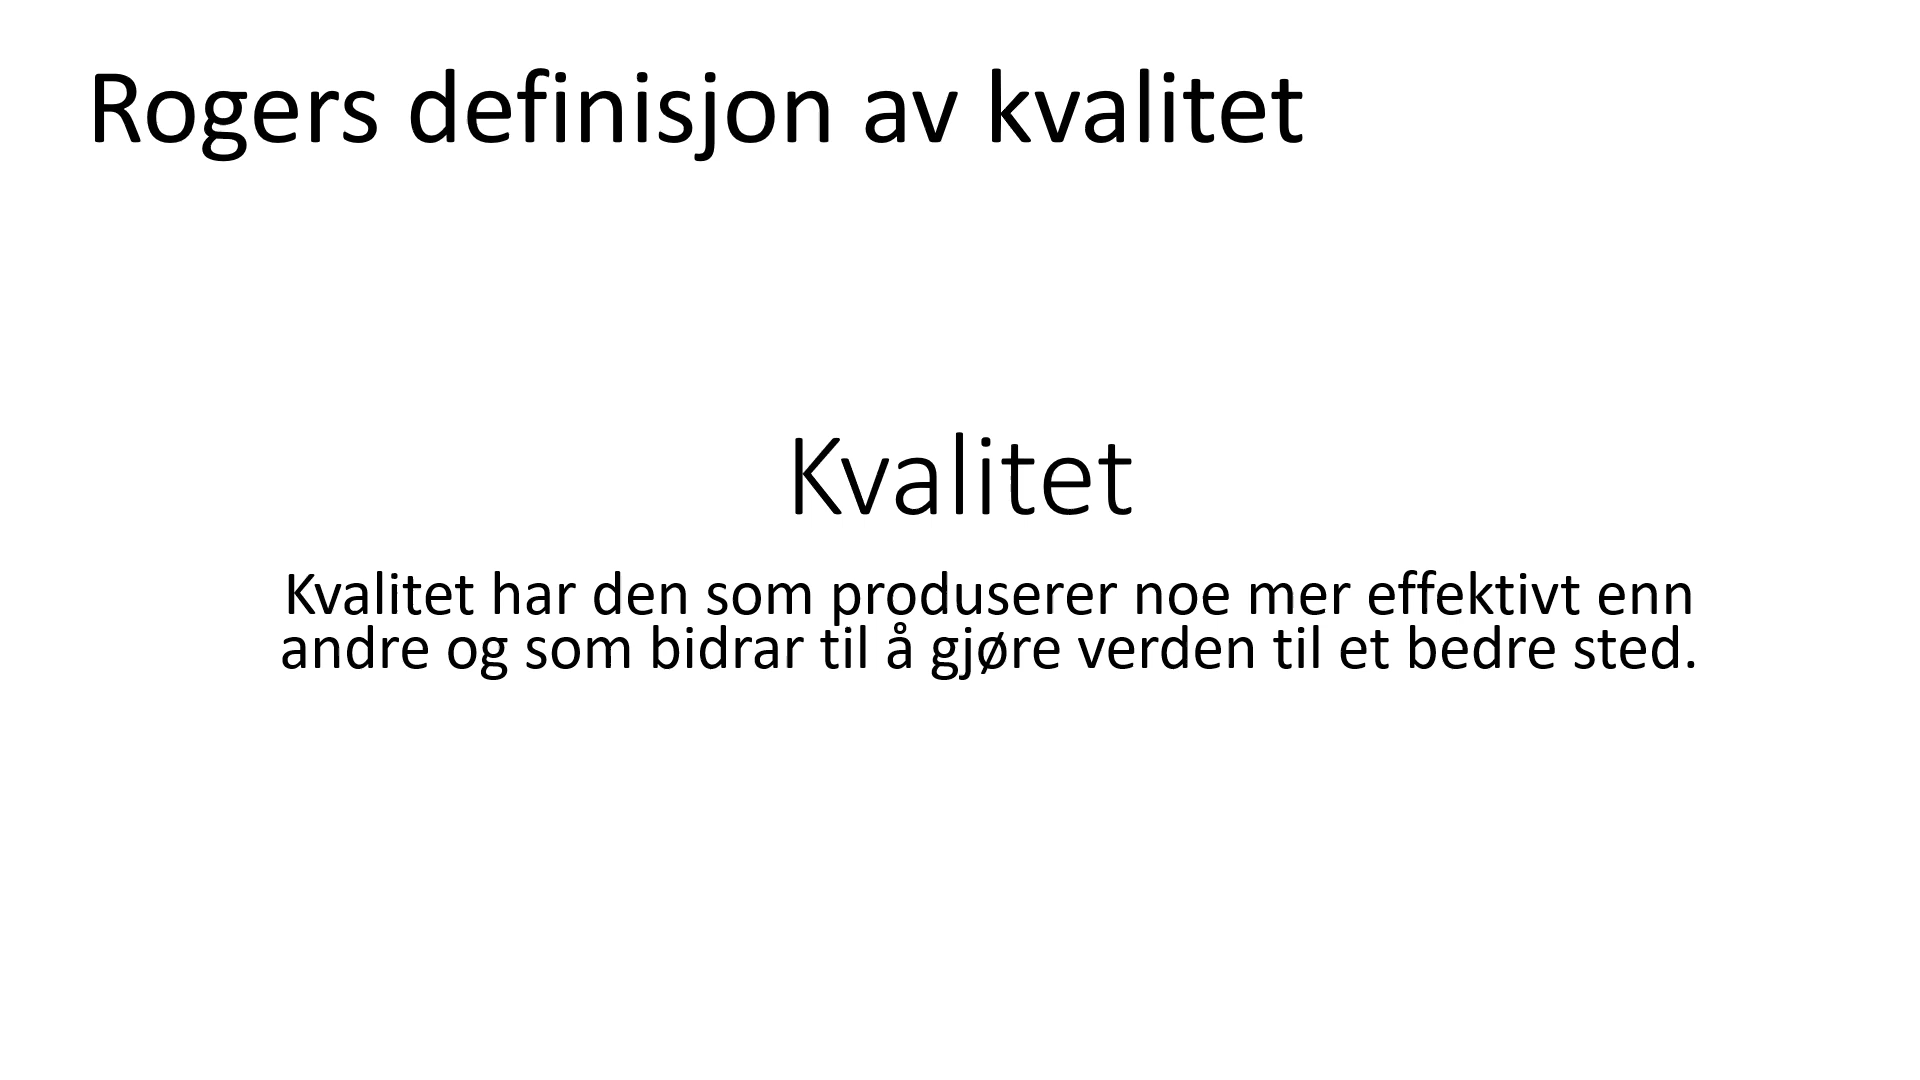 Rogers definisjon av kvalitet
Kvalitet
Kvalitet har den som produserer noe mer effektivt enn
andre og som bidrar til å gjøre verden til et bedre sted.